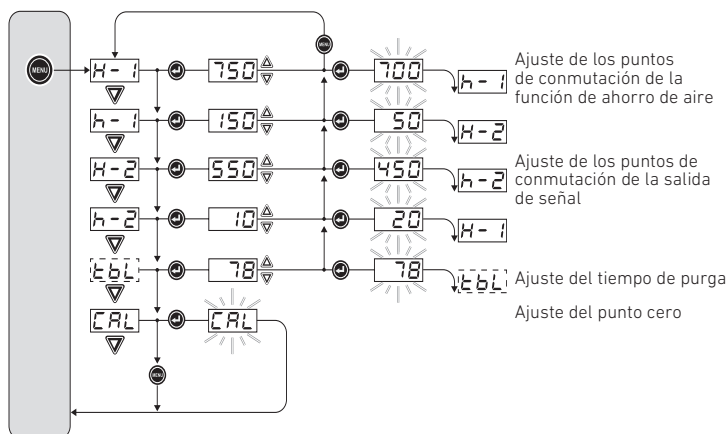 MENU
MENU H-1 750 700 h-1 Ajuste de los puntos
de conmutación de la
función de ahorro de aire
h-1 150 50 H-2
H-2 550 450 h-2 Ajuste de los puntos de
conmutación de la salida
de señal
h-2 10 20 H-1
tbL 78 78 tbL Ajuste del tiempo de purga
CAL CAL Ajuste del punto cero
MENU